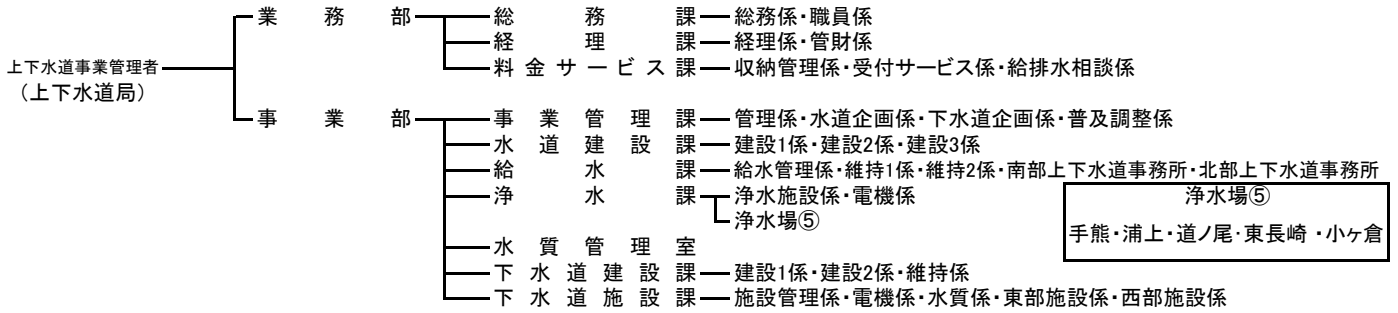 業務部 総務課 総務係・職員係
経理課 経理係・管財係
上下水道事業管理者 料金サービス課 収納管理係・受付サービス係・給排水相談係
（上下水道局）
事業部 事業管理課 管理係・水道企画係・下水道企画係・普及調整係
水道建設課 建設1係・建設2係・建設3係
給水課 給水管理係・維持1係・維持2係・南部上下水道事務所・北部上下水道事務所
浄水課 浄水施設係・電機係
浄水場⑤
浄水場⑤
手熊・浦上・道ノ尾・東長崎・小ヶ倉
水質管理室
下水道建設課 建設1係・建設2係・維持係
下水道施設課 施設管理係・電機係・水質係・東部施設係・西部施設係